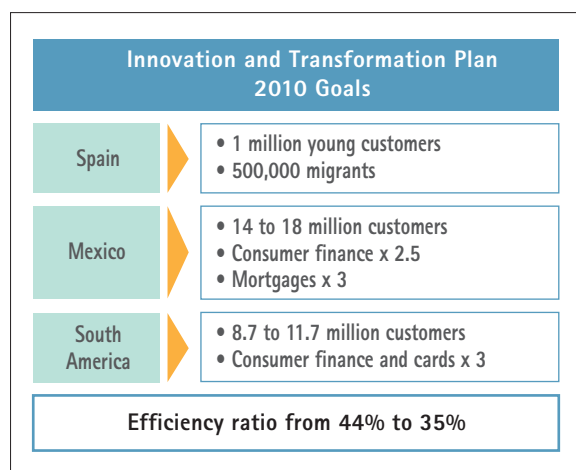 Innovation and Transformation Plan
2010 Goals
Spain
• 1 million young customers
• 500,000 migrants
Mexico
• 14 to 18 million customers
• Consumer finance x 2.5
• Mortgages x 3
South
America
• 8.7 to 11.7 million customers
• Consumer finance and cards x 3
Efficiency ratio from 44% to 35%